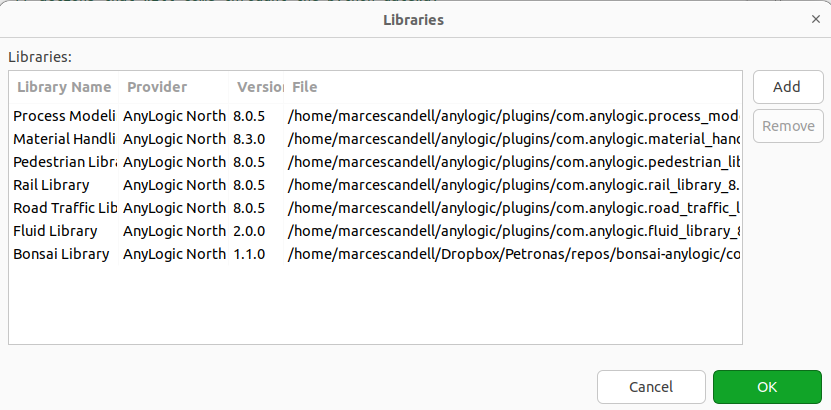 Libraries
Libraries:
Library Name Provider Version File
Add
Process Modeli AnyLogic North 8.0.5 /home/marcescandell/anylogic/plugins/com.anylogic.process_mod
Remove
Material Handli AnyLogic North 8.3.0 /home/marcescandell/anylogic/plugins/com.anylogic.material_hand
Pedestrian Libra AnyLogic North 8.0.5 /home/marcescandell/anylogic/plugins/com.anylogic.pedestrian_lib
Rail Library AnyLogic North 8.0.5 /home/marcescandell/anylogic/plugins/com.anylogic.rail_library_8.
Road Traffic Lib AnyLogic North 8.0.5 /home/marcescandell/anylogic/plugins/com.anylogic.road_traffic_l
Fluid Library AnyLogic North 2.0.0 /home/marcescandell/anylogic/plugins/com.anylogic.fluid_library_8
Bonsai Library AnyLogic North 1.1.0 /home/marcescandell/Dropbox/Petronas/repos/bonsai-anylogic/co
Cancel OK